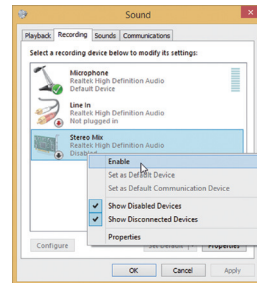 Sound
Playback Recording Sounds Communications
Select a recording device below to modify its settings:
Microphone
Realtek High Definition Audio
Default Device
Line In
Realtek High Definition Audio
Not plugged in
Stereo Mix
Realtek High Definition Audio
Disabled
Enable
Set as Default Device
Set as Default Communication Device
Show Disabled Devices
Show Disconnected Devices
Properties
Configure Set Default Properties
OK Cancel Apply